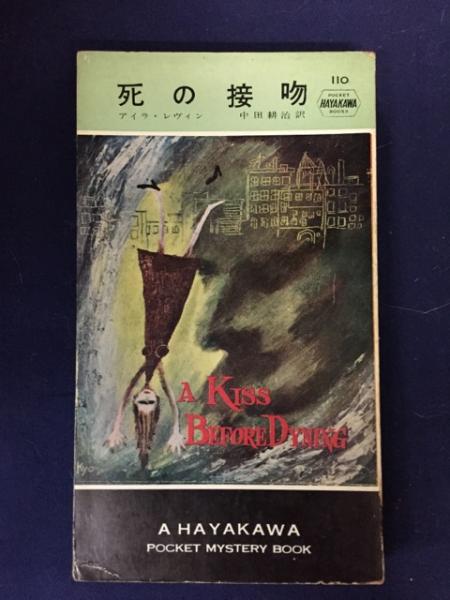 110
POCKET
HAYAKAWA
BOOKS
死の接吻
アイラ・レヴィン 中田耕治訳
A KISS
BEFORE DYING
Kyo
A HAYAKAWA
POCKET MYSTERY BOOK